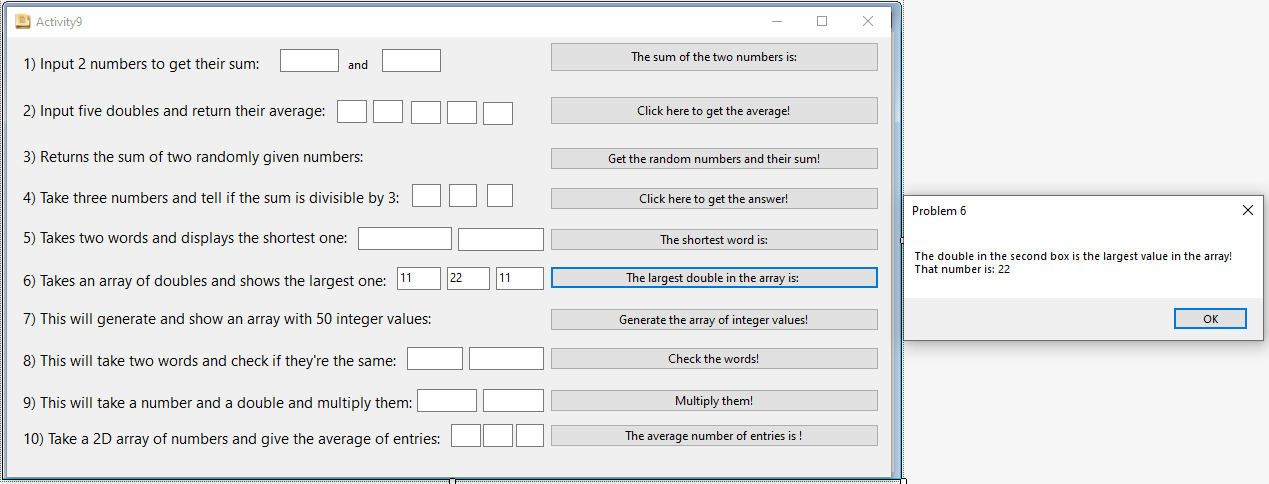 Activity9
1) Input 2 numbers to get their sum: and The sum of the two numbers is:
2) Input five doubles and return their average: Click here to get the average!
3) Returns the sum of two randomly given numbers: Get the random numbers and their sum!
4) Take three numbers and tell if the sum is divisible by 3: Click here to get the answer!
5) Takes two words and displays the shortest one: The shortest word is:
6) Takes an array of doubles and shows the largest one: 11 22 11 The largest double in the array is:
7) This will generate and show an array with 50 integer values: Generate the array of integer values!
8) This will take two words and check if they're the same: Check the words!
9) This will take a number and a double and multiply them: Multiply them!
10) Take a 2D array of numbers and give the average of entries: The average number of entries is !
Problem 6
The double in the second box is the largest value in the array!
That number is: 22
OK